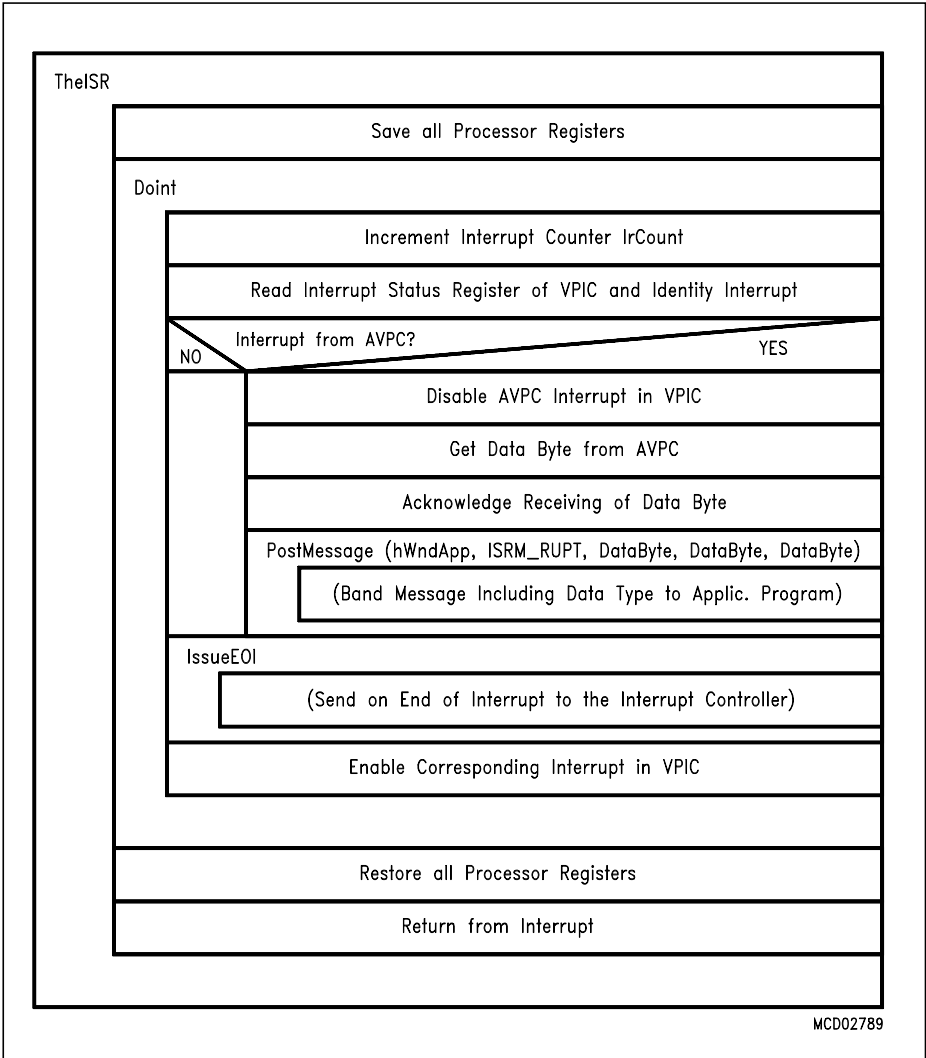 TheISR
Save all Processor Registers
Doint
Increment Interrupt Counter IrCount
Read Interrupt Status Register of VPIC and Identity Interrupt
Interrupt from AVPC?
NO
YES
Disable AVPC Interrupt in VPIC
Get Data Byte from AVPC
Acknowledge Receiving of Data Byte
PostMessage (hWndApp, ISRM_RUPT, DataByte, DataByte, DataByte)
(Band Message Including Data Type to Applic. Program)
IssueEOI
(Send on End of Interrupt to the Interrupt Controller)
Enable Corresponding Interrupt in VPIC
Restore all Processor Registers
Return from Interrupt
MCD02789